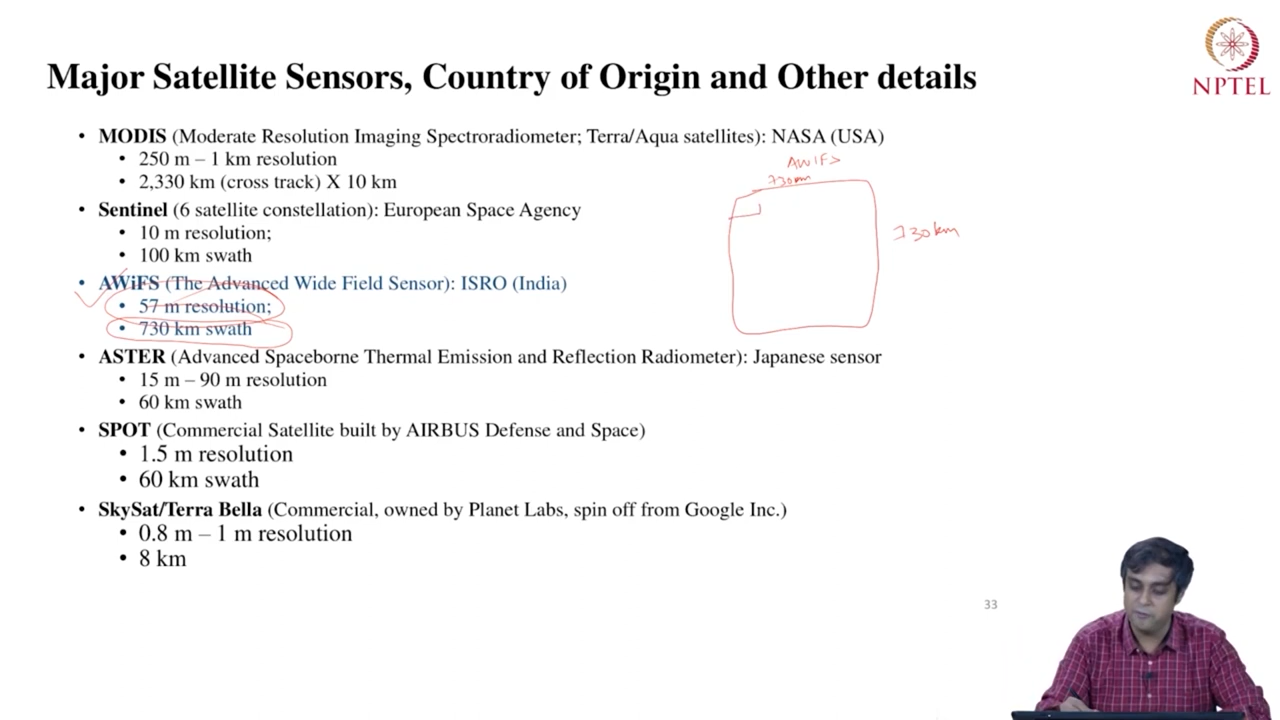 NPTEL
Major Satellite Sensors, Country of Origin and Other details
• MODIS (Moderate Resolution Imaging Spectroradiometer; Terra/Aqua satellites): NASA (USA)
• 250 m – 1 km resolution
• 2,330 km (cross track) X 10 km
• Sentinel (6 satellite constellation): European Space Agency
• 10 m resolution;
• 100 km swath
• AWiFS (The Advanced Wide Field Sensor): ISRO (India)
• 57 m resolution;
• 730 km swath
• ASTER (Advanced Spaceborne Thermal Emission and Reflection Radiometer): Japanese sensor
• 15 m – 90 m resolution
• 60 km swath
• SPOT (Commercial Satellite built by AIRBUS Defense and Space)
• 1.5 m resolution
• 60 km swath
• SkySat/Terra Bella (Commercial, owned by Planet Labs, spin off from Google Inc.)
• 0.8 m – 1 m resolution
• 8 km
AWIFS
730km
730km
33